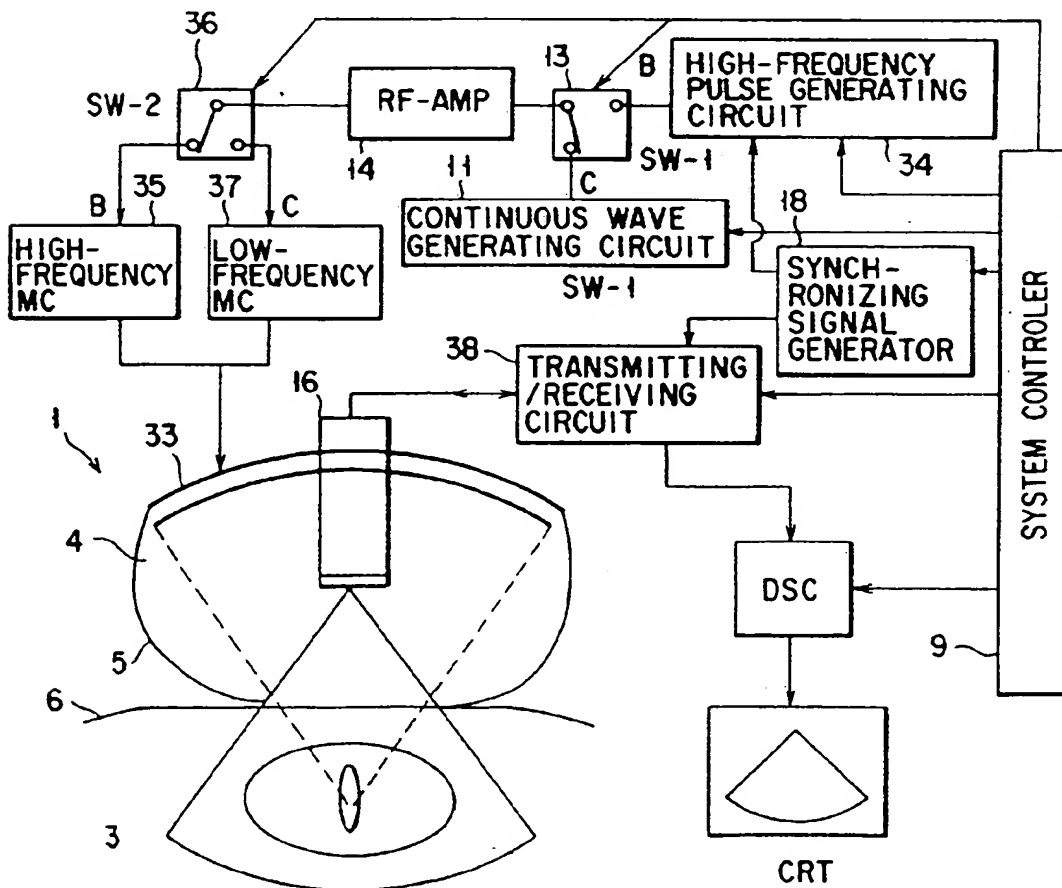 36
SW-2
RF-AMP
14
13
B
SW-1
HIGH-FREQUENCY
PULSE GENERATING
CIRCUIT
34
11
C
CONTINUOUS WAVE
GENERATING CIRCUIT
SW-1
18
SYNCH-
RONIZING
SIGNAL
GENERATOR
B
35
HIGH-
FREQUENCY
MC
37
C
LOW-
FREQUENCY
MC
38
TRANSMITTING
/RECEIVING
CIRCUIT
SYSTEM CONTROLER
9
16
1
33
4
5
6
3
DSC
CRT